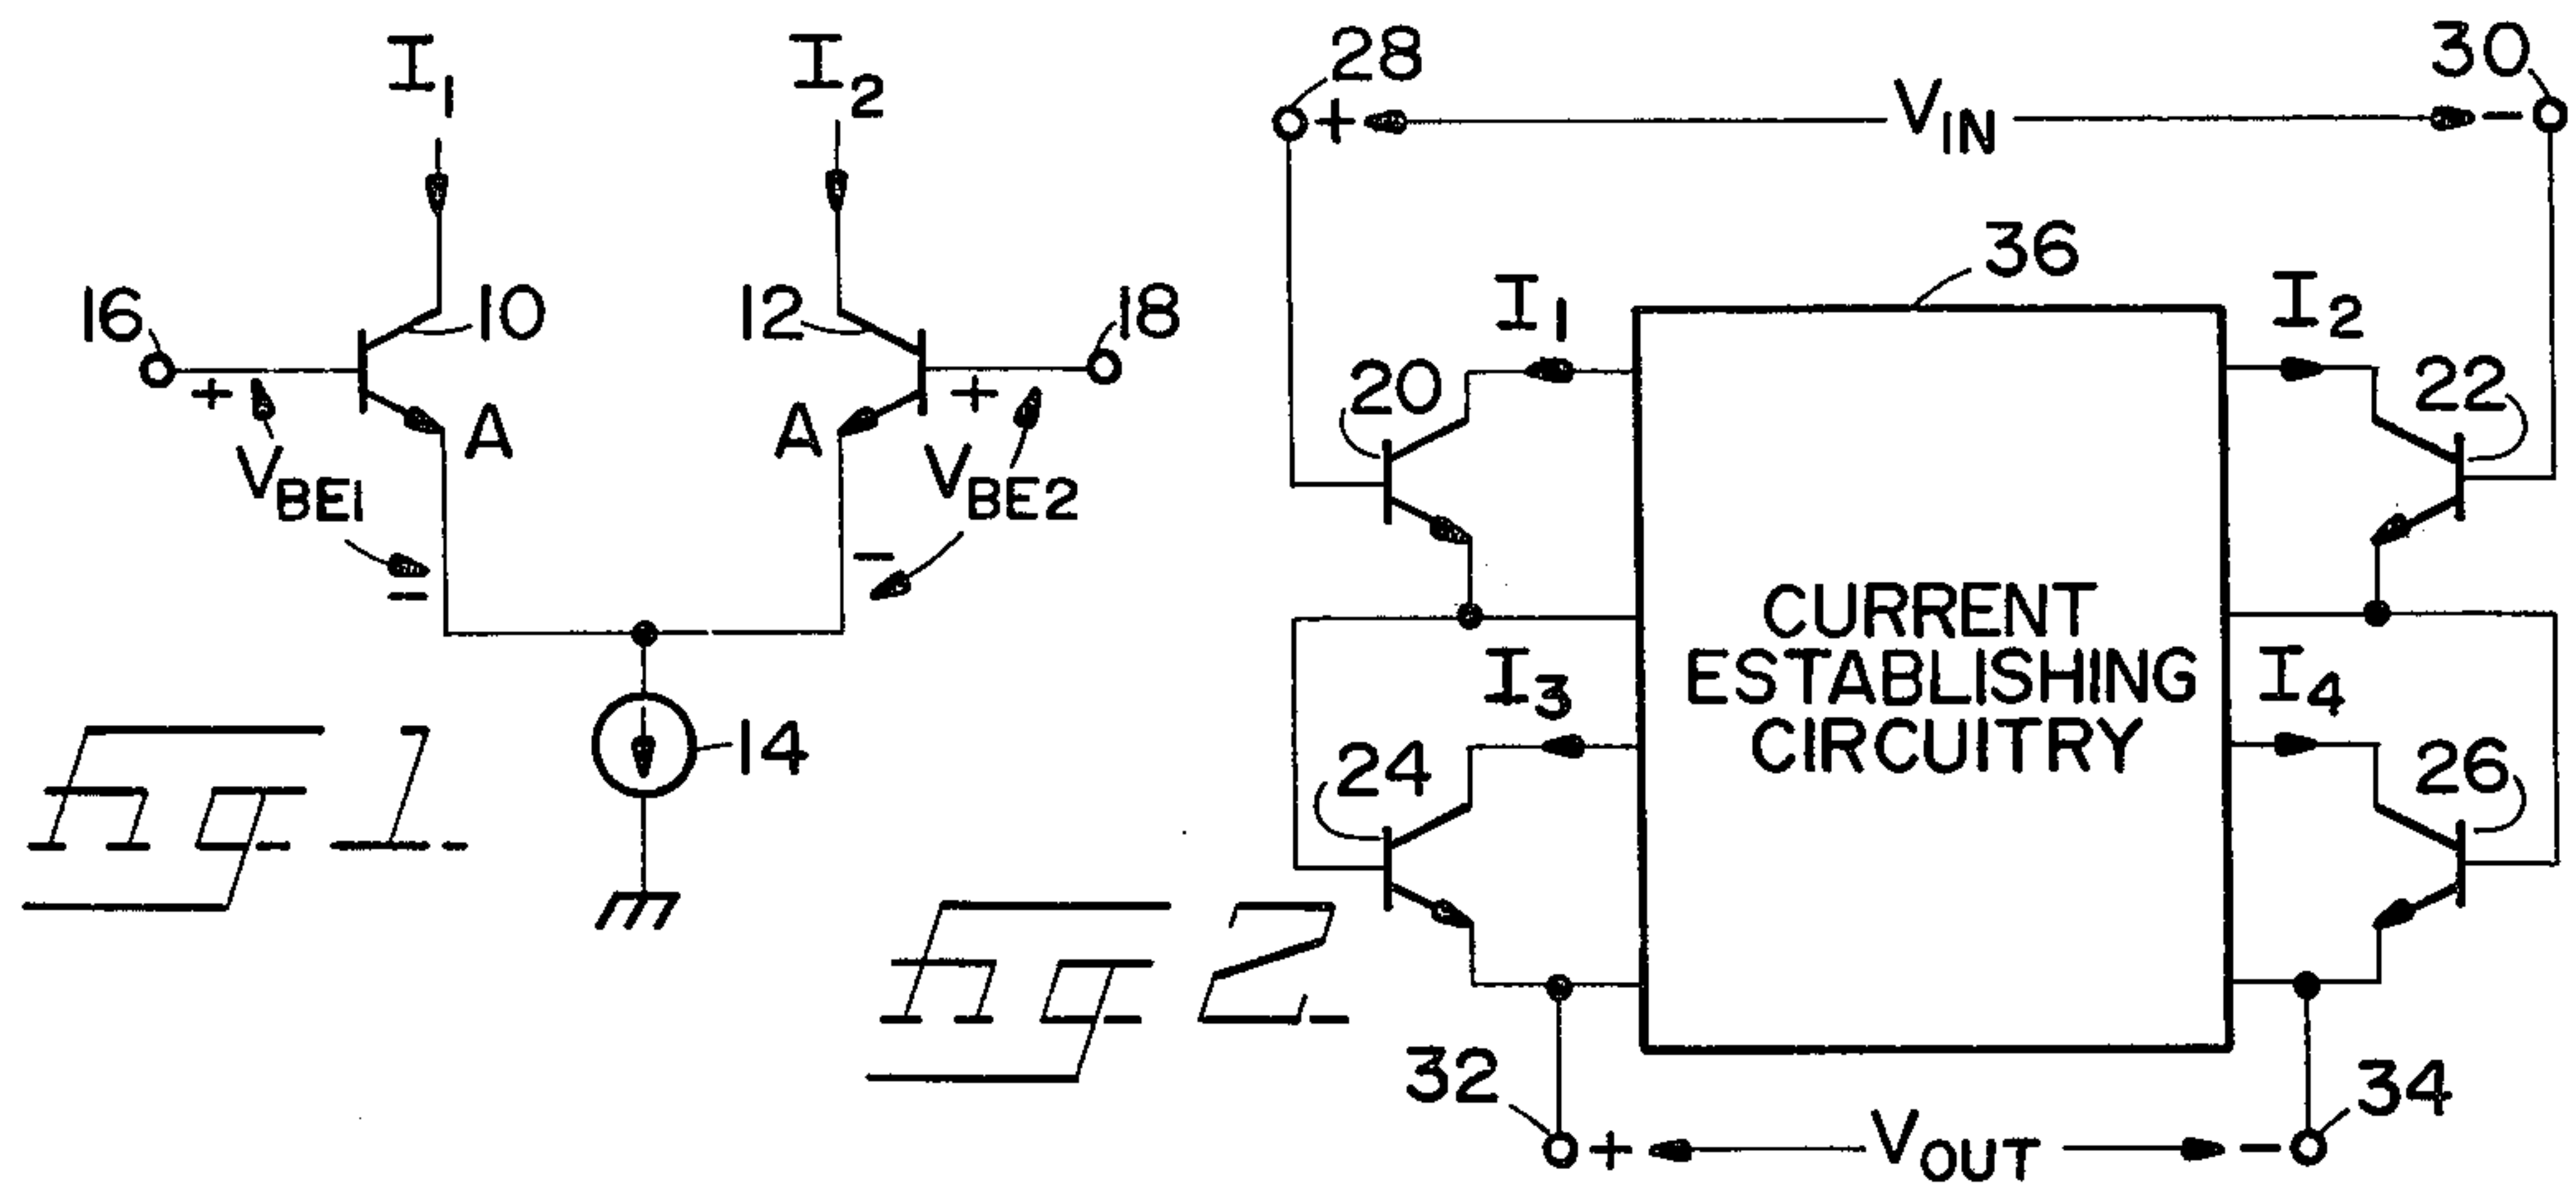 I1
I2
16
10
12
18
+
+
A
A
VBE1
VBE2
-
-
14
Fig. 1.
28
30
+
VIN
-
36
I1
I2
20
22
CURRENT
ESTABLISHING
CIRCUITRY
I3
I4
24
26
32
34
+
VOUT
-
Fig. 2.